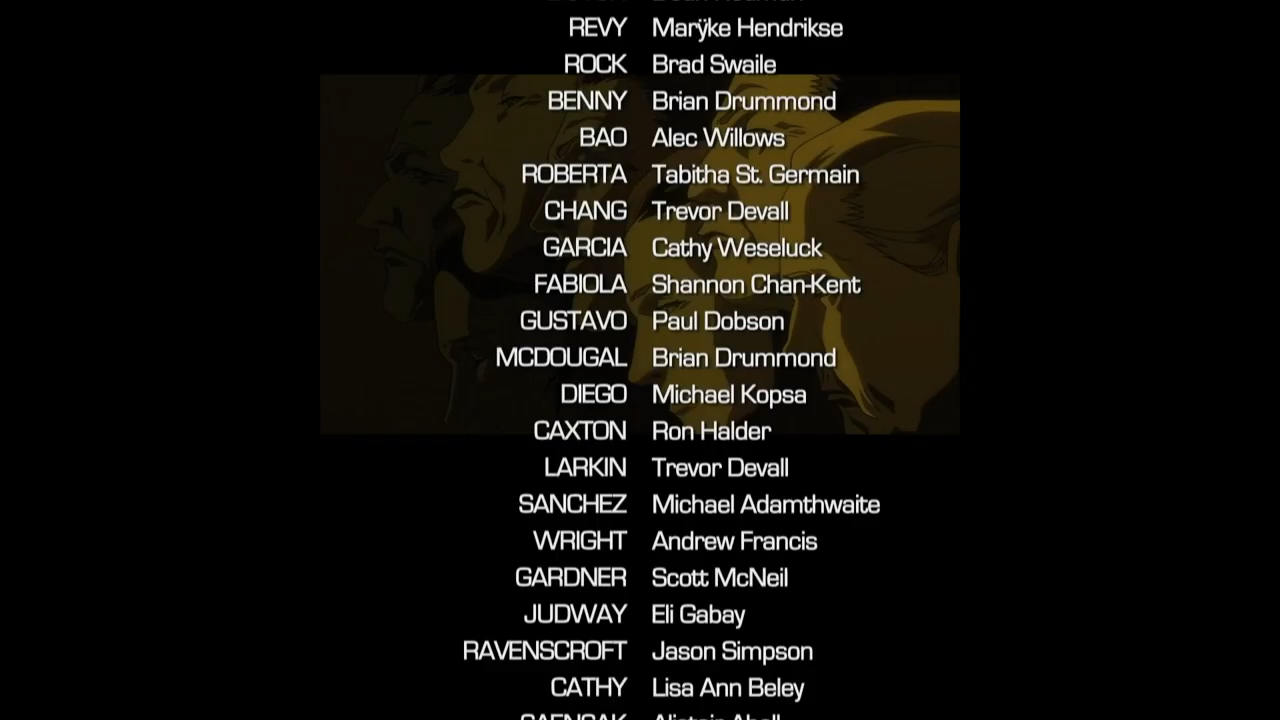 REVY Marÿke Hendrikse
ROCK Brad Swaile
BENNY Brian Drummond
BAO Alec Willows
ROBERTA Tabitha St. Germain
CHANG Trevor Devall
GARCIA Cathy Weseluck
FABIOLA Shannon Chan-Kent
GUSTAVO Paul Dobson
MCDOUGAL Brian Drummond
DIEGO Michael Kopsa
CAXTON Ron Halder
LARKIN Trevor Devall
SANCHEZ Michael Adamthwaite
WRIGHT Andrew Francis
GARDNER Scott McNeil
JUDWAY Eli Gabay
RAVENSCROFT Jason Simpson
CATHY Lisa Ann Beley